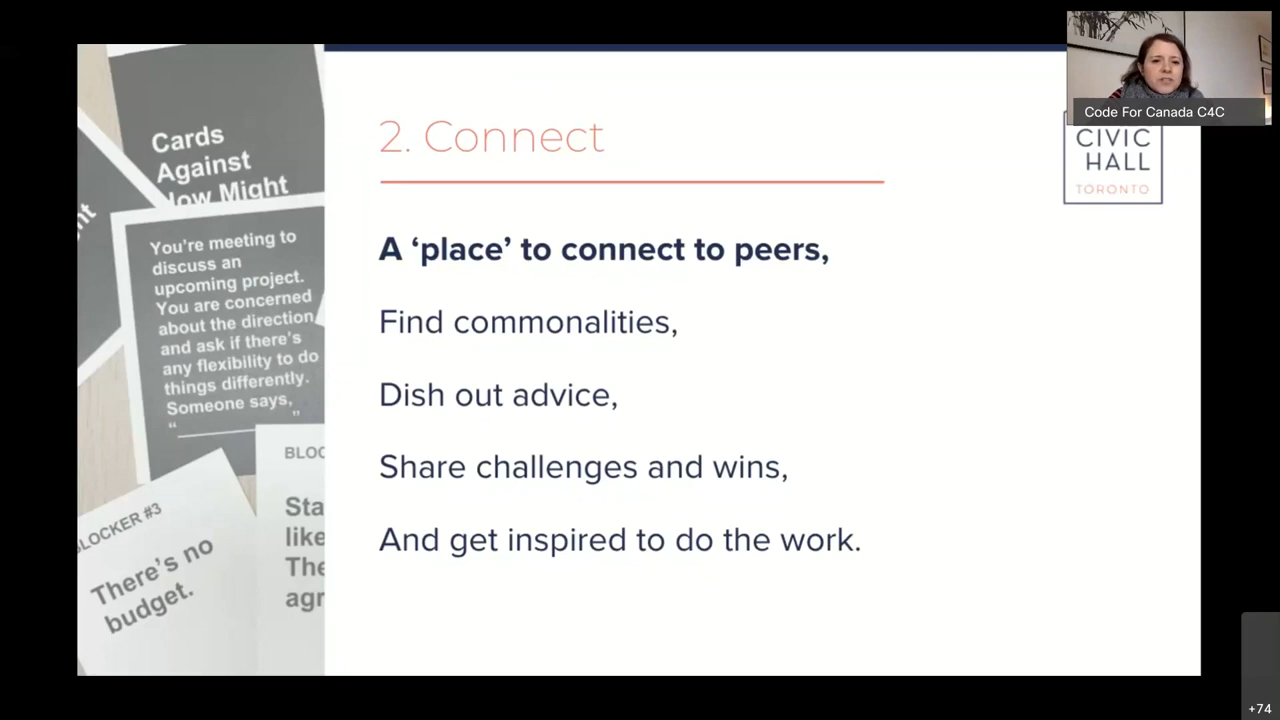 Code For Canada C4C
CIVIC
HALL
TORONTO
2. Connect
A ‘place’ to connect to peers,
Find commonalities,
Dish out advice,
Share challenges and wins,
And get inspired to do the work.
Cards
Against
How Might
You're meeting to
discuss an
upcoming project.
You are concerned
about the direction
and ask if there's
any flexibility to do
things differently.
Someone says,
“ ”
BLOCKER #3
There's no
budget.
+74